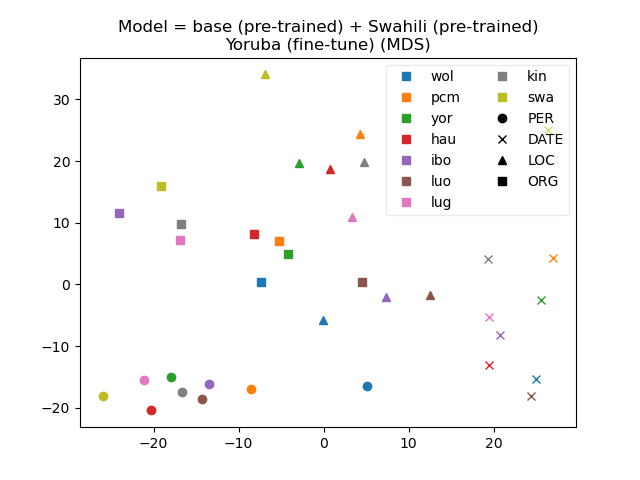 Model = base (pre-trained) + Swahili (pre-trained)
Yoruba (fine-tune) (MDS)
wol
pcm
yor
hau
ibo
luo
lug
kin
swa
PER
DATE
LOC
ORG
30
20
10
0
−10
−20
−20
−10
0
10
20